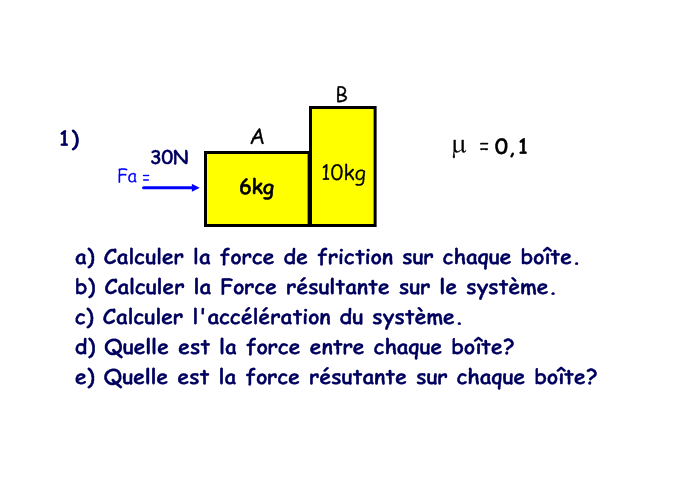 B
1)
A
μ = 0,1
30N
Fa =
6kg
10kg
a) Calculer la force de friction sur chaque boîte.
b) Calculer la Force résultante sur le système.
c) Calculer l'accélération du système.
d) Quelle est la force entre chaque boîte?
e) Quelle est la force résutante sur chaque boîte?